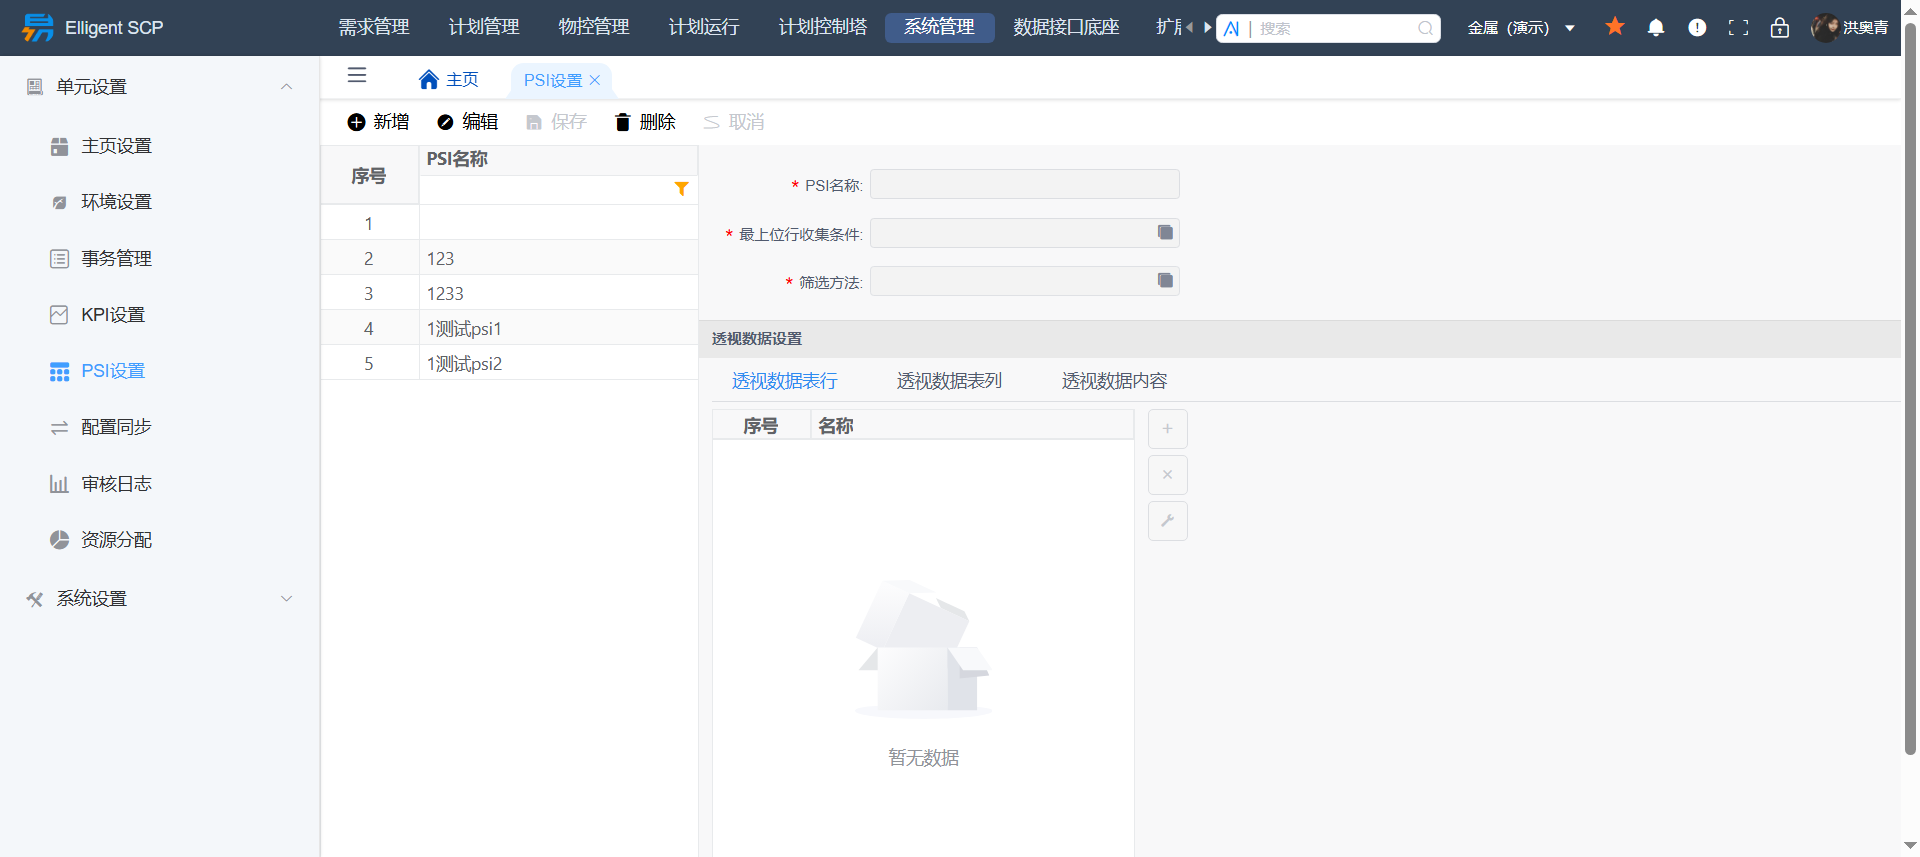 Elligent SCP
需求管理
计划管理
物控管理
计划运行
计划控制塔
系统管理
数据接口底座
搜索
金属 (演示)
洪奥青
单元设置
主页设置
环境设置
事务管理
KPI设置
PSI设置
配置同步
审核日志
资源分配
系统设置
主页
PSI设置
新增
编辑
保存
删除
取消
序号
PSI名称
1
2
123
3
1233
4
1测试psi1
5
1测试psi2
* PSI名称:
* 最上位行收集条件:
* 筛选方法:
透视数据设置
透视数据表行
透视数据表列
透视数据内容
序号
名称
暂无数据